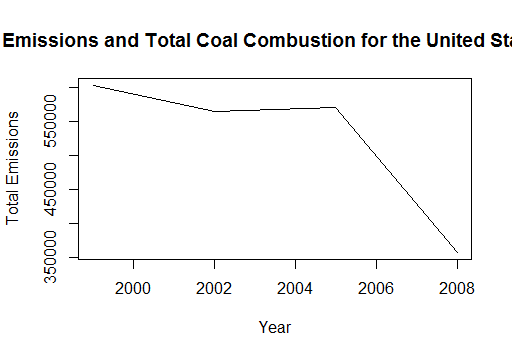 Emissions and Total Coal Combustion for the United Sta
Total Emissions
550000
450000
350000
2000 2002 2004 2006 2008
Year